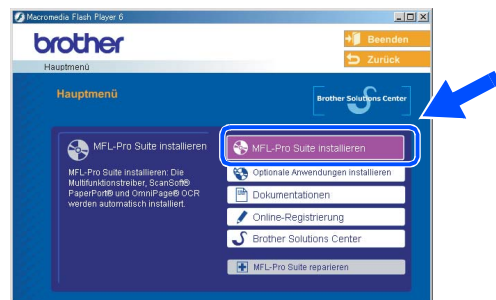 Macromedia Flash Player 6
brother
Beenden
Zurück
Hauptmenü
Hauptmenü
Brother Solutions Center
MFL-Pro Suite installieren
MFL-Pro Suite installieren: Die
Multifunktionstreiber, ScanSoft®
PaperPort® und OmniPage® OCR
werden automatisch installiert.
MFL-Pro Suite installieren
Optionale Anwendungen installieren
Dokumentationen
Online-Registrierung
Brother Solutions Center
MFL-Pro Suite reparieren